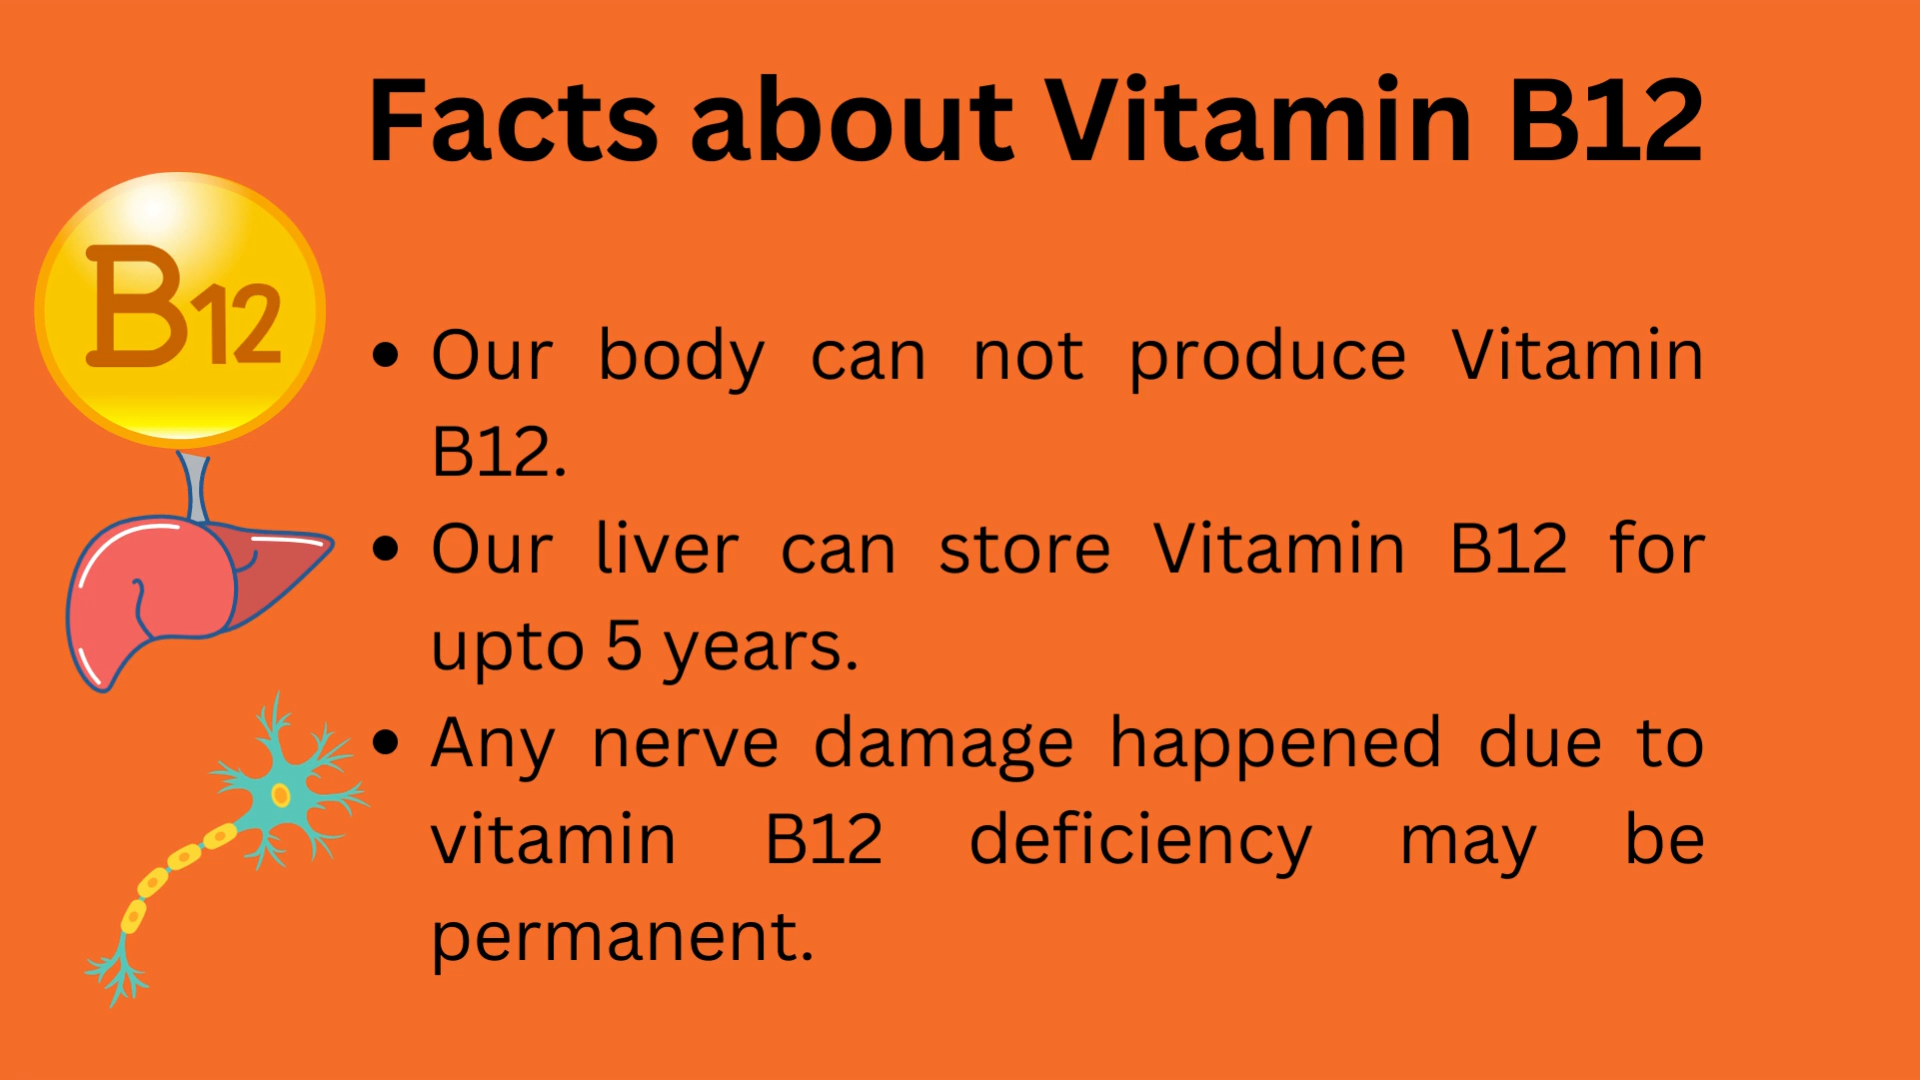 Facts about Vitamin B12
B12
• Our body can not produce Vitamin
B12.
• Our liver can store Vitamin B12 for
upto 5 years.
• Any nerve damage happened due to
vitamin B12 deficiency may be
permanent.